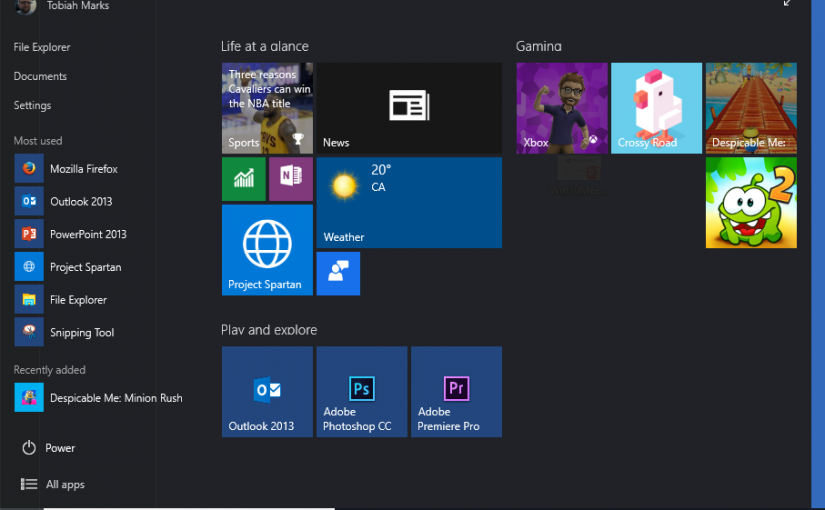 Tobiah Marks
File Explorer
Documents
Settings
Most used
Mozilla Firefox
Outlook 2013
PowerPoint 2013
Project Spartan
File Explorer
Snipping Tool
Recently added
Despicable Me: Minion Rush
Power
All apps
Life at a glance
Three reasons
Cavaliers can win
the NBA title
Sports
News
20°
CA
Weather
Project Spartan
Play and explore
Outlook 2013
Adobe
Photoshop CC
Adobe
Premiere Pro
Gaming
Xbox
Crossy Road
Despicable Me:
2